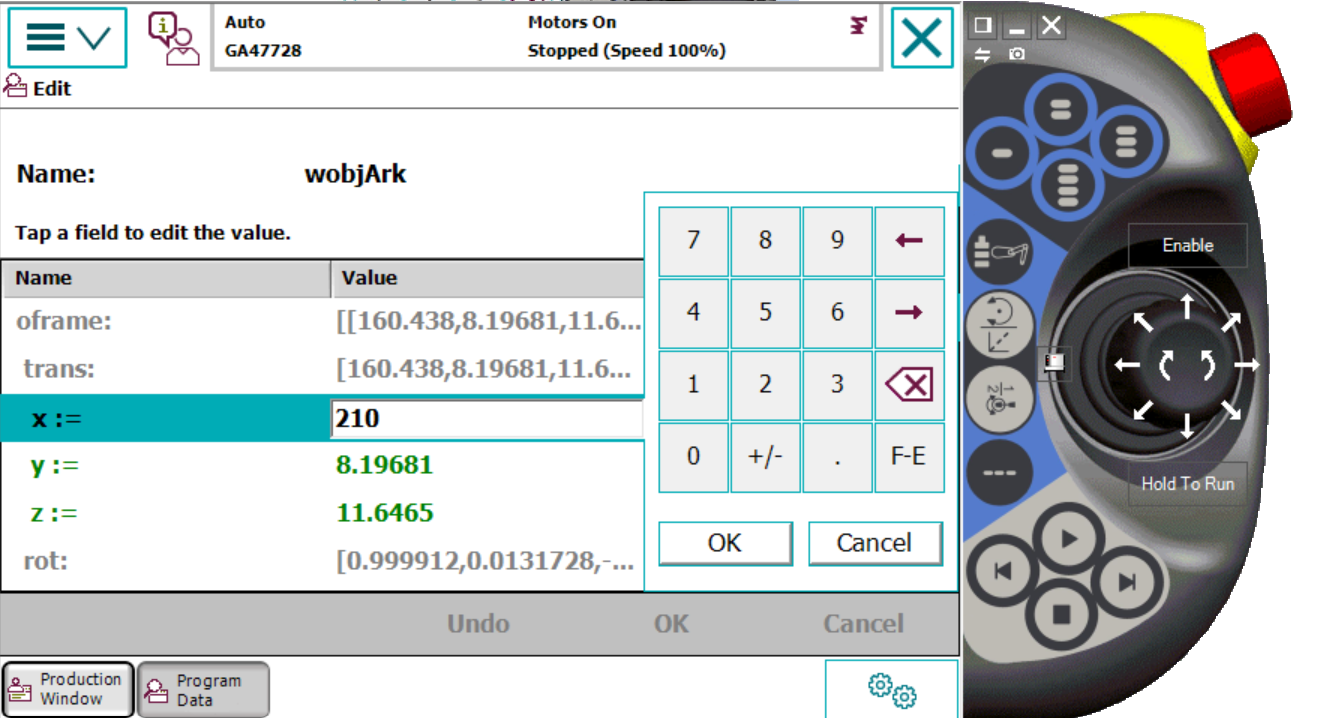 Auto
Motors On
GA47728
Stopped (Speed 100%)
Edit
Name:
wobjArk
Tap a field to edit the value.
Name
Value
oframe:
[[160.438,8.19681,11.6...
trans:
[160.438,8.19681,11.6...
x :=
210
y :=
8.19681
z :=
11.6465
rot:
[0.999912,0.0131728,-...
7
8
9
←
4
5
6
→
1
2
3
0
+/-
.
F-E
OK
Cancel
Undo
OK
Cancel
Production
Window
Program
Data
Enable
Hold To Run